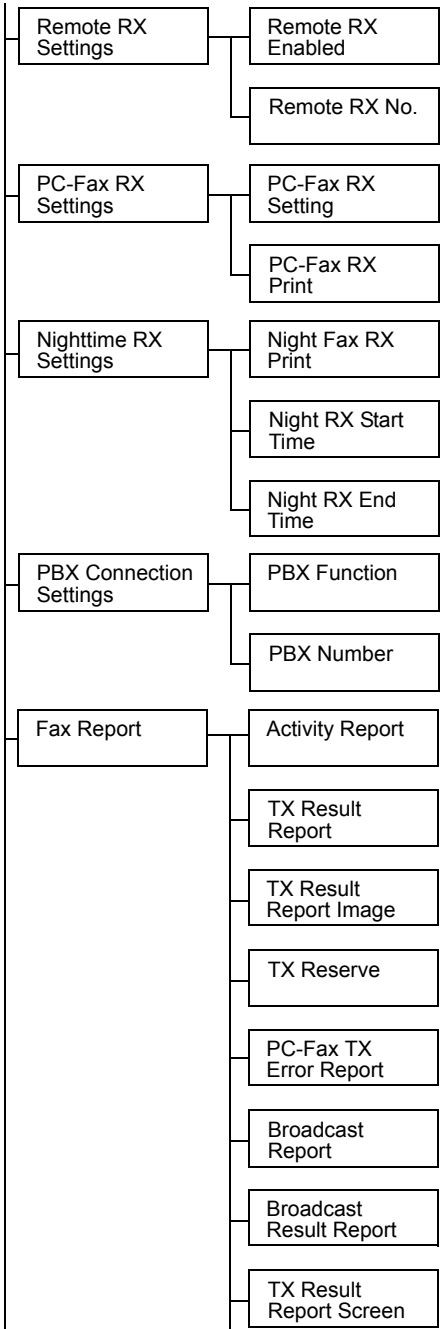 Remote RX
Settings
Remote RX
Enabled
Remote RX No.
PC-Fax RX
Settings
PC-Fax RX
Setting
PC-Fax RX
Print
Nighttime RX
Settings
Night Fax RX
Print
Night RX Start
Time
Night RX End
Time
PBX Connection
Settings
PBX Function
PBX Number
Fax Report
Activity Report
TX Result
Report
TX Result
Report Image
TX Reserve
PC-Fax TX
Error Report
Broadcast
Report
Broadcast
Result Report
TX Result
Report Screen